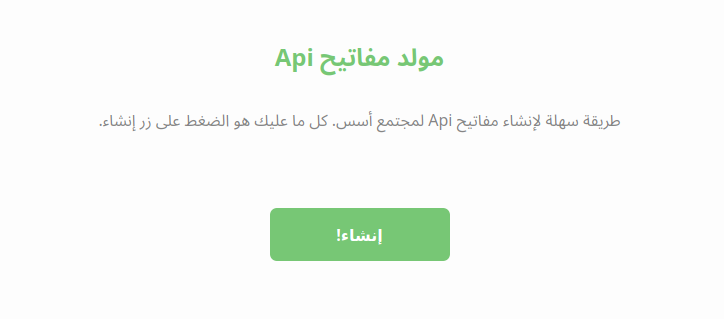 مولد مفاتيح Api
طريقة سهلة لإنشاء مفاتيح Api لمجتمع أسس. كل ما عليك هو الضغط على زر إنشاء.
إنشاء!